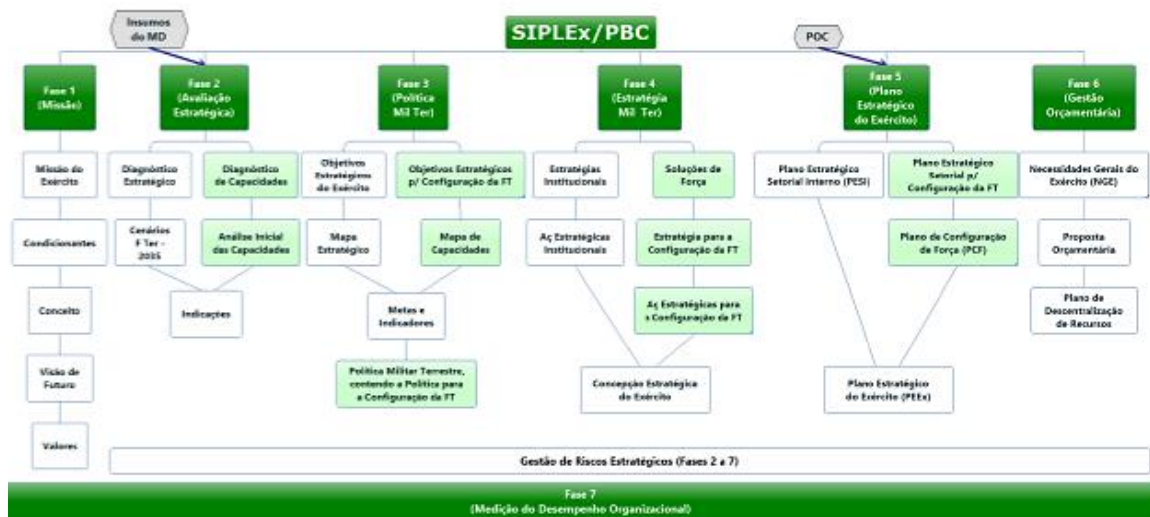 Insumos
do MD
SIPLEx/PBC
POC
Fase 1
(Missão)
Fase 2
(Avaliação
Estratégica)
Fase 3
(Política
Mil Ter)
Fase 4
(Estratégia
Mil Ter)
Fase 5
(Plano
Estratégico
do Exército)
Fase 6
(Gestão
Orçamentária)
Missão do
Exército
Diagnóstico
Estratégico
Diagnóstico
de Capacidades
Objetivos
Estratégicos
do Exército
Objetivos Estratégicos
p/ Configuração da FT
Estratégias
Institucionais
Soluções de
Força
Plano Estratégico
Setorial Interno (PESI)
Plano Estratégico
Setorial p/
Configuração da FT
Necessidades Gerais do
Exército (NGE)
Condicionantes
Cenários
F Ter -
2035
Análise Inicial
das Capacidades
Mapa
Estratégico
Mapa de
Capacidades
Aç Estratégicas
Institucionais
Estratégia para a
Configuração da FT
Plano de Configuração
de Força (PCF)
Proposta
Orçamentária
Conceito
Indicações
Metas e
Indicadores
Aç Estratégicas para
a Configuração da FT
Plano de
Descentralização
de Recursos
Visão de
Futuro
Política Militar Terrestre,
contendo a Política para
a Configuração da FT
Concepção Estratégica
do Exército
Plano Estratégico
do Exército (PEEx)
Valores
Gestão de Riscos Estratégicos (Fases 2 a 7)
Fase 7
(Medição do Desempenho Organizacional)